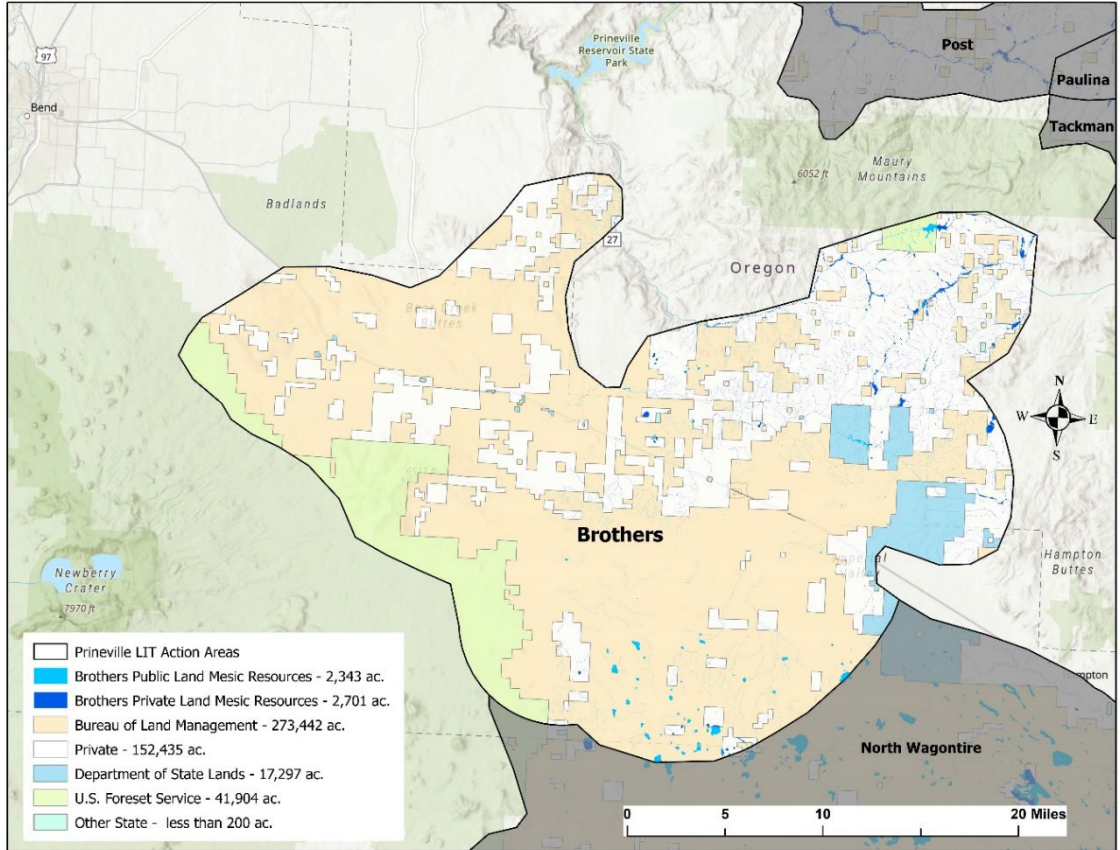 97
Bend
Prineville
Reservoir State
Park
Post
Paulina
Tackman
Maury
Mountains
6052 ft
Badlands
27
Oregon
Bear Creek
Buttes
Brothers
N
W
E
S
Hampton
Buttes
Newberry
Crater
7970 ft
North Wagontire
Prineville LIT Action Areas
Brothers Public Land Mesic Resources - 2,343 ac.
Brothers Private Land Mesic Resources - 2,701 ac.
Bureau of Land Management - 273,442 ac.
Private - 152,435 ac.
Department of State Lands - 17,297 ac.
U.S. Foreset Service - 41,904 ac.
Other State - less than 200 ac.
0 5 10 20 Miles